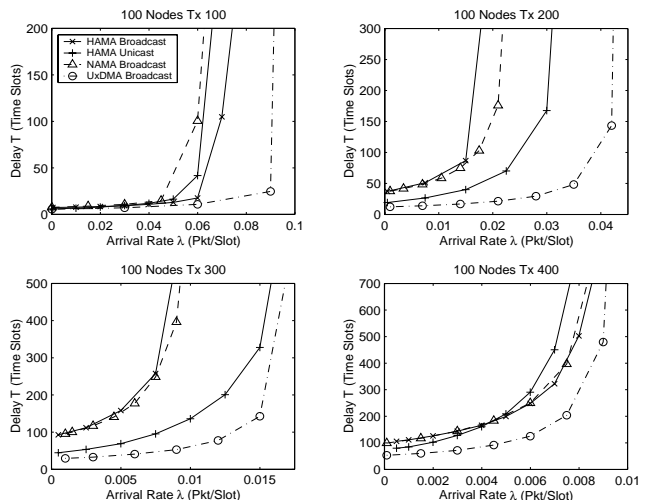 100 Nodes Tx 100
200
150
100
50
0
Delay T (Time Slots)
HAMA Broadcast
HAMA Unicast
NAMA Broadcast
UxDMA Broadcast
0 0.02 0.04 0.06 0.08 0.1
Arrival Rate λ (Pkt/Slot)
100 Nodes Tx 200
300
250
200
150
100
50
0
Delay T (Time Slots)
0 0.01 0.02 0.03 0.04
Arrival Rate λ (Pkt/Slot)
100 Nodes Tx 300
500
400
300
200
100
0
Delay T (Time Slots)
0 0.005 0.01 0.015
Arrival Rate λ (Pkt/Slot)
100 Nodes Tx 400
700
600
500
400
300
200
100
0
Delay T (Time Slots)
0 0.002 0.004 0.006 0.008 0.01
Arrival Rate λ (Pkt/Slot)